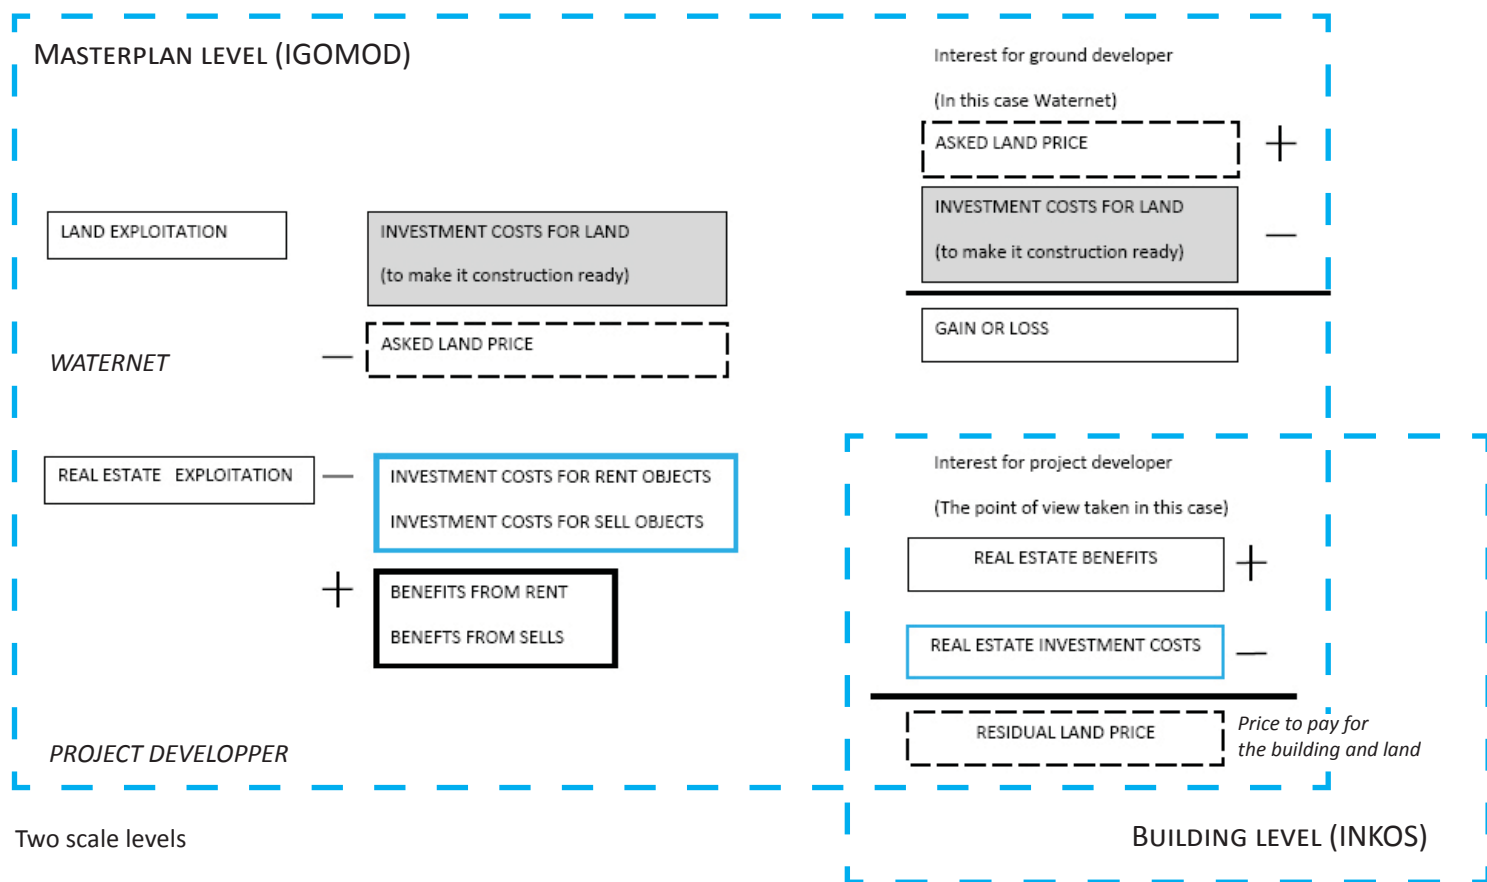 MASTERPLAN LEVEL (IGOMOD)
LAND EXPLOITATION
WATERNET
INVESTMENT COSTS FOR LAND
(to make it construction ready)
— ASKED LAND PRICE
REAL ESTATE EXPLOITATION —
INVESTMENT COSTS FOR RENT OBJECTS
INVESTMENT COSTS FOR SELL OBJECTS
+
BENEFITS FROM RENT
BENEFTS FROM SELLS
PROJECT DEVELOPPER
Interest for ground developer
(In this case Waternet)
ASKED LAND PRICE +
INVESTMENT COSTS FOR LAND
(to make it construction ready) —
GAIN OR LOSS
Interest for project developer
(The point of view taken in this case)
REAL ESTATE BENEFITS +
REAL ESTATE INVESTMENT COSTS —
RESIDUAL LAND PRICE
Price to pay for
the building and land
Two scale levels
BUILDING LEVEL (INKOS)